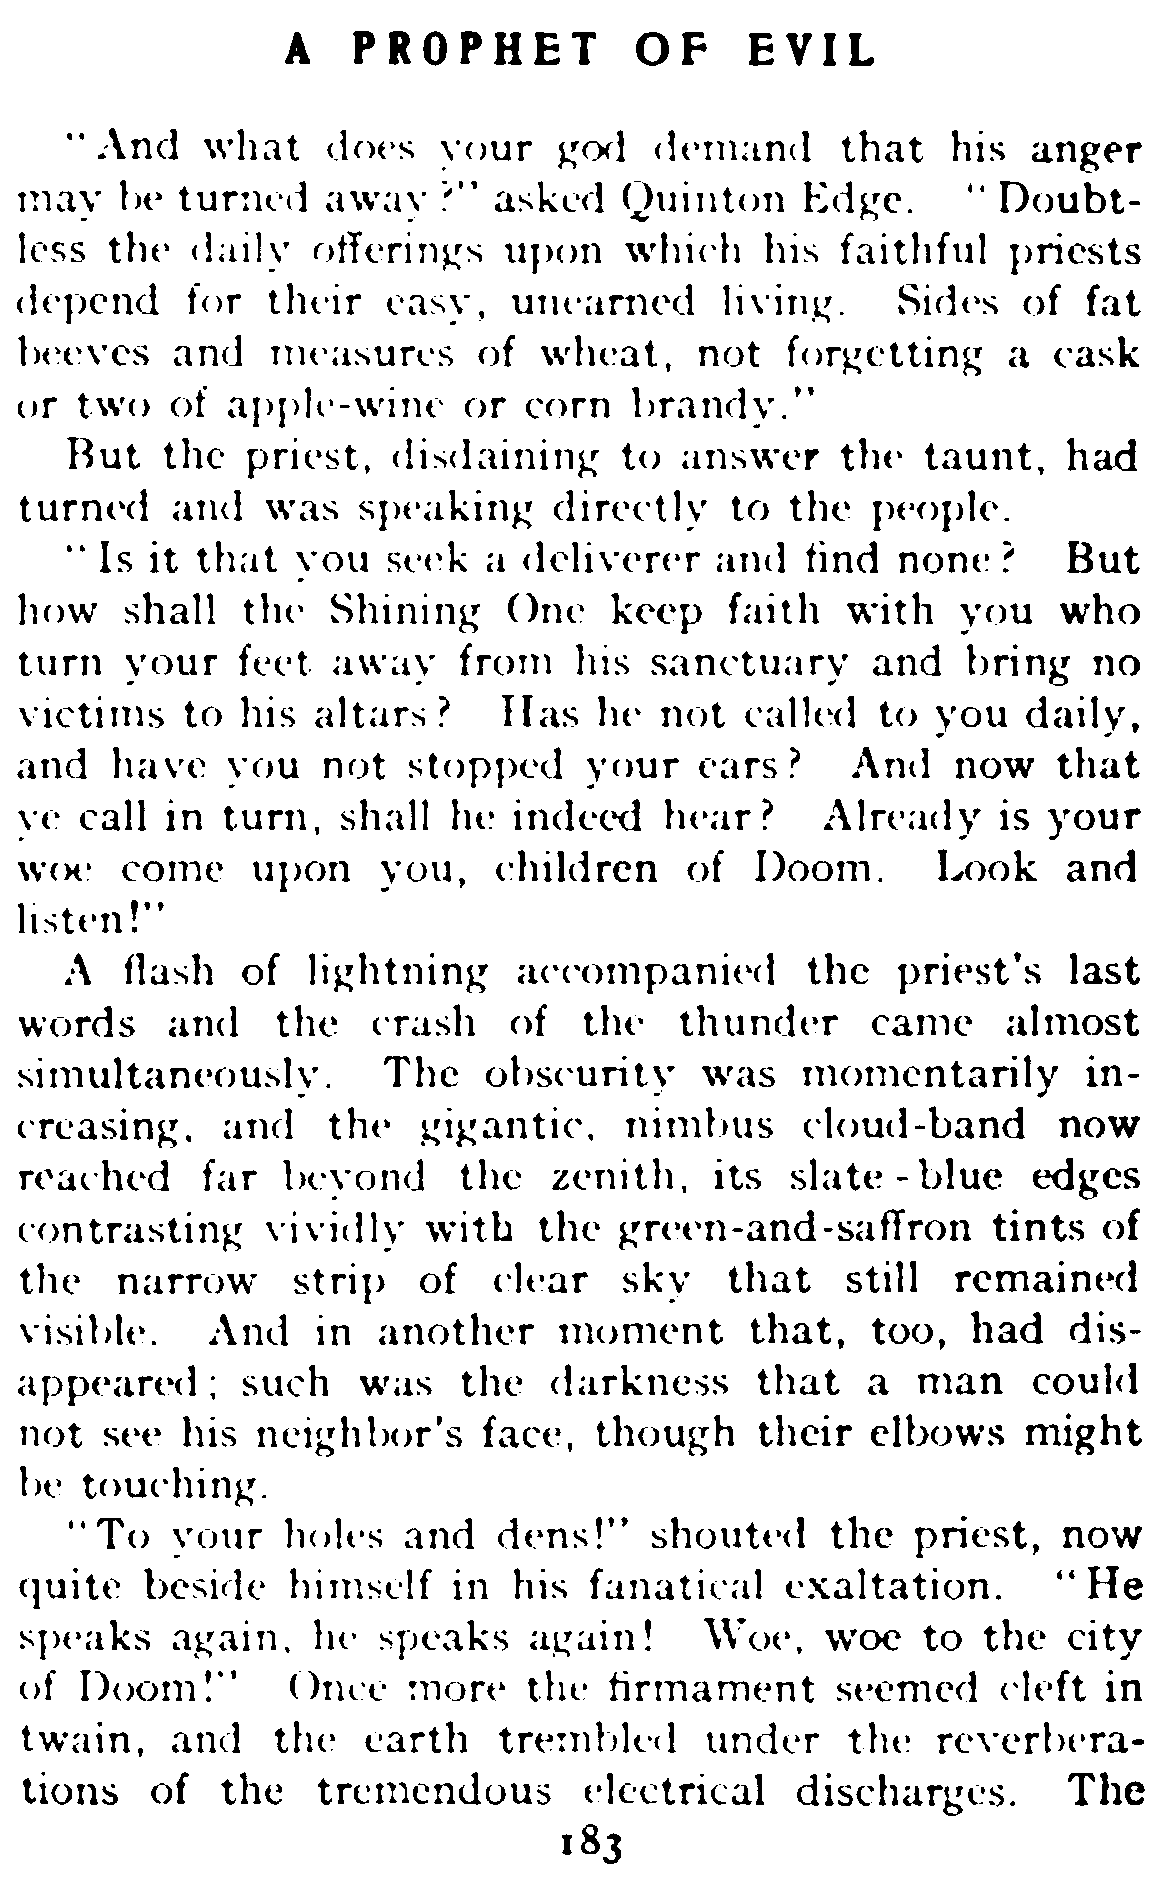 A PROPHET OF EVIL
"And what does your god demand that his anger
may be turned away?" asked Quinton Edge. "Doubt-
less the daily offerings upon which his faithful priests
depend for their easy, unearned living. Sides of fat
beeves and measures of wheat, not forgetting a cask
or two of apple-wine or corn brandy."
But the priest, disdaining to answer the taunt, had
turned and was speaking directly to the people.
"Is it that you seek a deliverer and find none? But
how shall the Shining One keep faith with you who
turn your feet away from his sanctuary and bring no
victims to his altars? Has he not called to you daily,
and have you not stopped your ears? And now that
ye call in turn, shall he indeed hear? Already is your
woe come upon you, children of Doom. Look and
listen!"
A flash of lightning accompanied the priest's last
words and the crash of the thunder came almost
simultaneously. The obscurity was momentarily in-
creasing, and the gigantic, nimbus cloud-band now
reached far beyond the zenith, its slate-blue edges
contrasting vividly with the green-and-saffron tints of
the narrow strip of clear sky that still remained
visible. And in another moment that, too, had dis-
appeared; such was the darkness that a man could
not see his neighbor's face, though their elbows might
be touching.
"To your holes and dens!" shouted the priest, now
quite beside himself in his fanatical exaltation. "He
speaks again, he speaks again! Woe, woe to the city
of Doom!" Once more the firmament seemed cleft in
twain, and the earth trembled under the reverbera-
tions of the tremendous electrical discharges. The
183